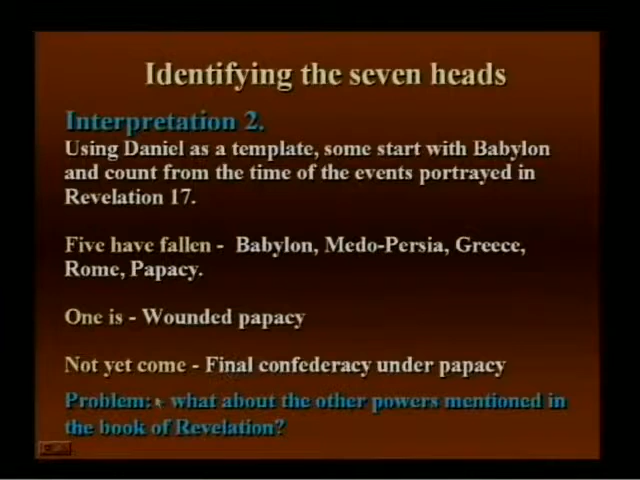 Identifying the seven heads
Interpretation 2.
Using Daniel as a template, some start with Babylon
and count from the time of the events portrayed in
Revelation 17.
Five have fallen - Babylon, Medo-Persia, Greece,
Rome, Papacy.
One is - Wounded papacy
Not yet come - Final confederacy under papacy
Problem: what about the other powers mentioned in
the book of Revelation?